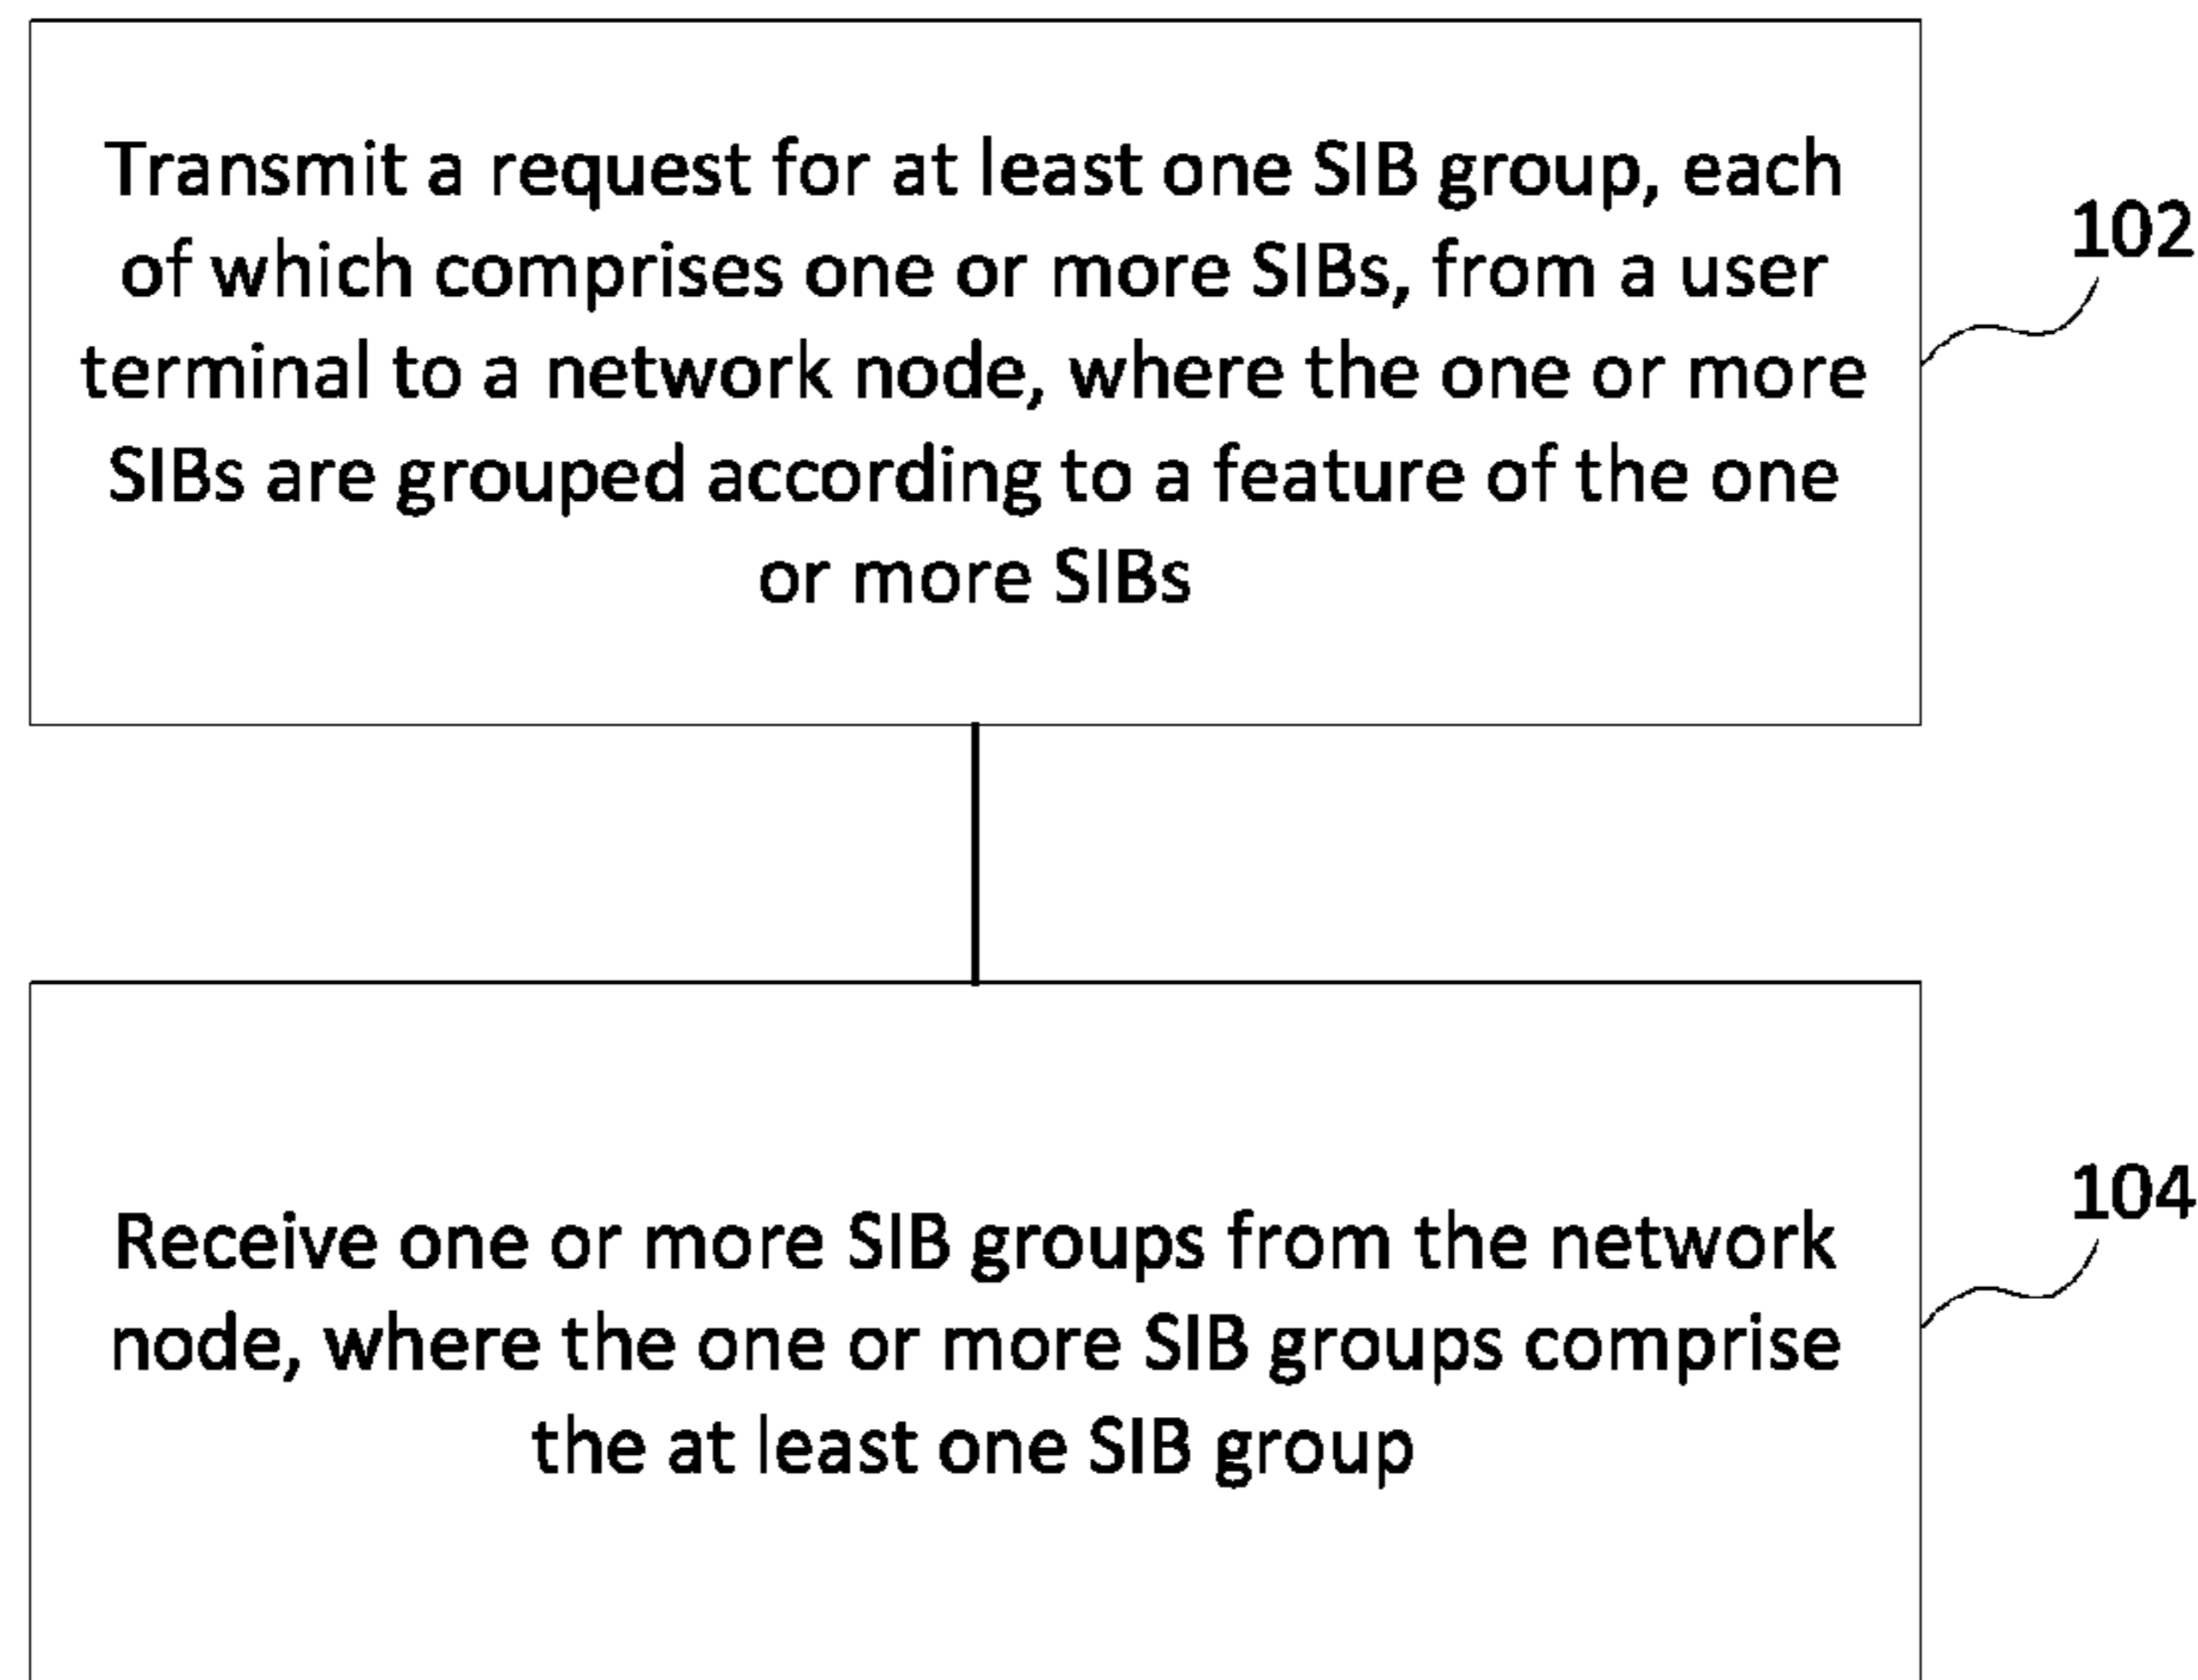 Transmit a request for at least one SIB group, each
of which comprises one or more SIBs, from a user
terminal to a network node, where the one or more
SIBs are grouped according to a feature of the one
or more SIBs
102
Receive one or more SIB groups from the network
node, where the one or more SIB groups comprise
the at least one SIB group
104